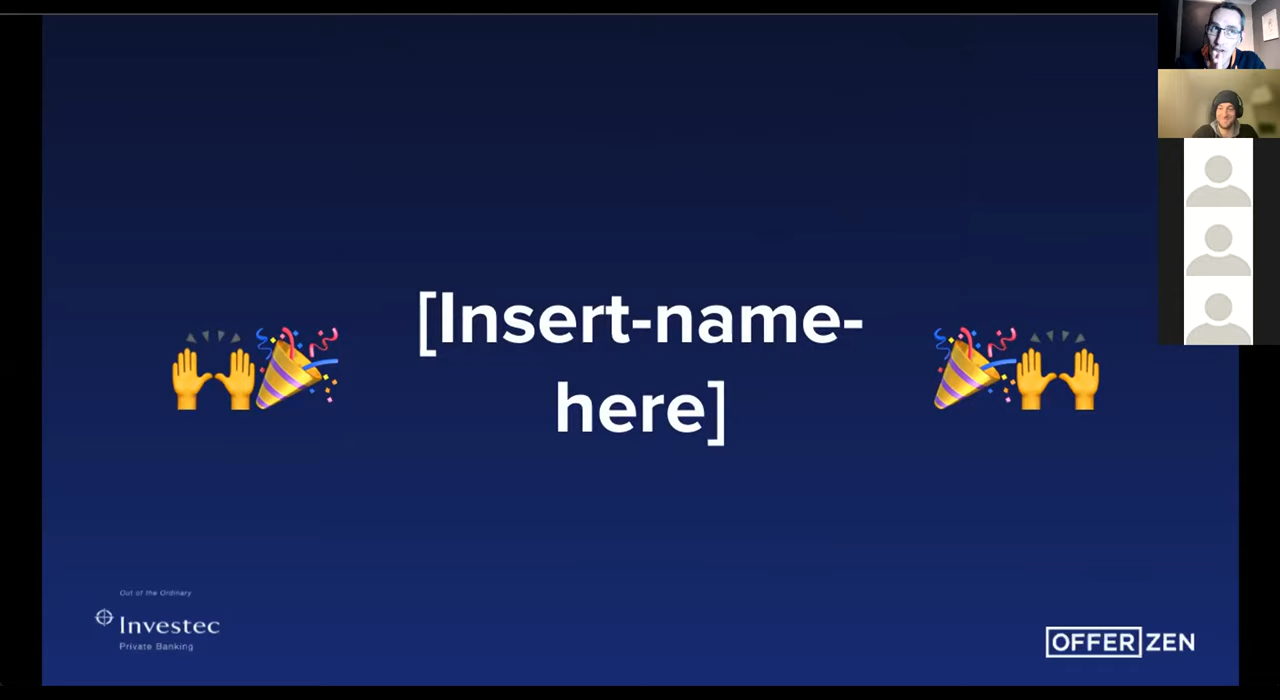 [Insert-name-
here]
Out of the Ordinary
Investec
Private Banking
OFFERZEN